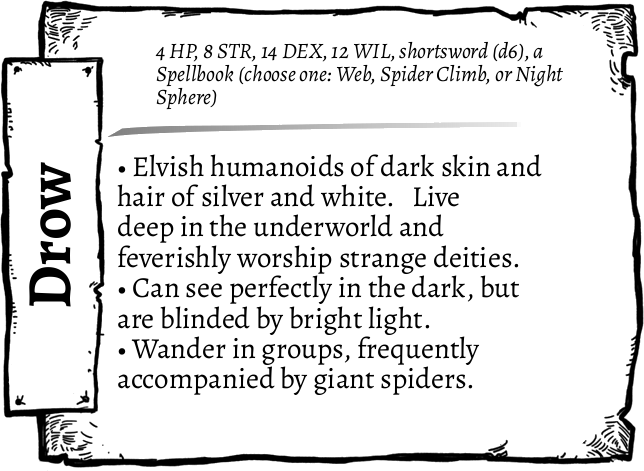 4 HP, 8 STR, 14 DEX, 12 WIL, shortsword (d6), a
Spellbook (choose one: Web, Spider Climb, or Night
Sphere)
Drow
• Elvish humanoids of dark skin and
hair of silver and white. Live
deep in the underworld and
feverishly worship strange deities.
• Can see perfectly in the dark, but
are blinded by bright light.
• Wander in groups, frequently
accompanied by giant spiders.